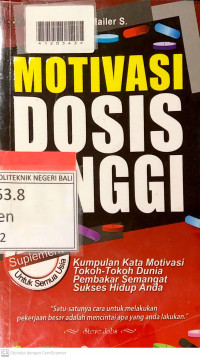 Mailer S.
MOTIVASI
DOSIS
NGGI
POLITEKNIK NEGERI BALI
53.8
en
2
Suplemen
Untuk Semua Usia
Kumpulan Kata Motivasi
Tokoh-Tokoh Dunia
Pembakar Semangat
Sukses Hidup Anda
"Satu-satunya cara untuk melakukan
pekerjaan besar adalah mencintai apa yang anda lakukan."
Steve Jobs